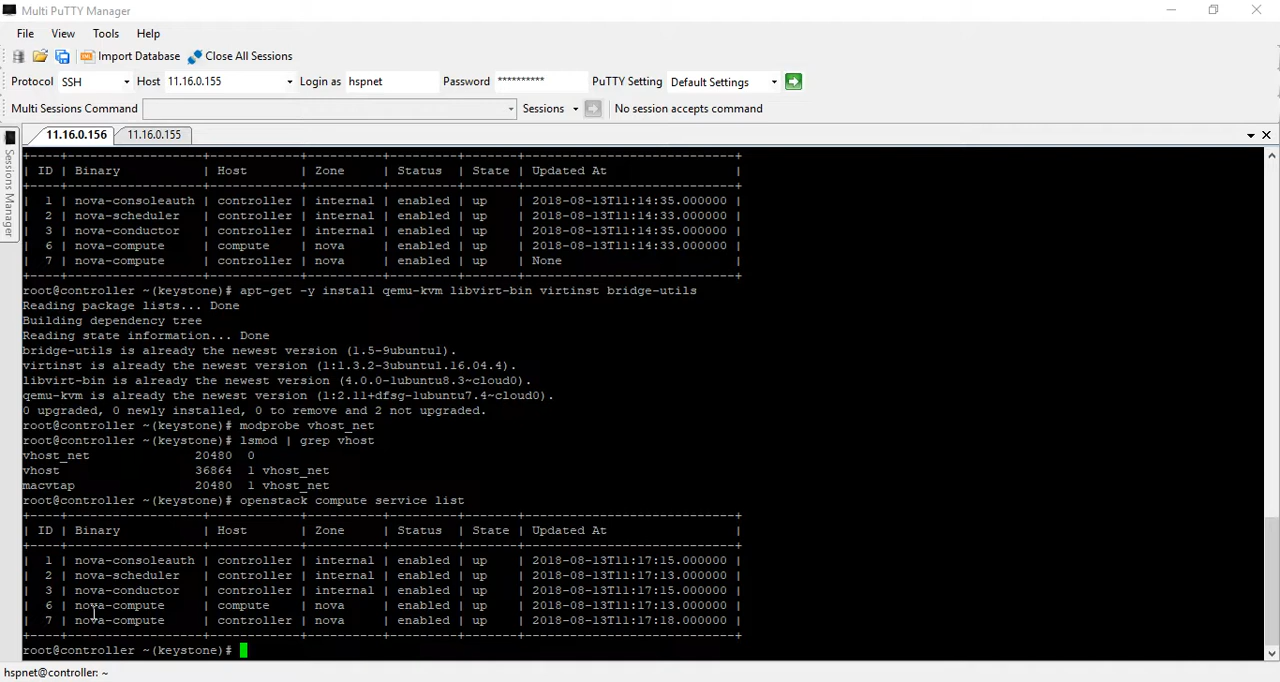 Multi PuTTY Manager
File View Tools Help
Import Database Close All Sessions
Protocol SSH Host 11.16.0.155 Login as hspnet Password ********** PuTTY Setting Default Settings
Multi Sessions Command Sessions No session accepts command
11.16.0.156 11.16.0.155
Sessions Manager
+----+------------------+------------+----------+---------+-------+----------------------------+
| ID | Binary | Host | Zone | Status | State | Updated At |
+----+------------------+------------+----------+---------+-------+----------------------------+
| 1 | nova-consoleauth | controller | internal | enabled | up | 2018-08-13T11:14:35.000000 |
| 2 | nova-scheduler | controller | internal | enabled | up | 2018-08-13T11:14:33.000000 |
| 3 | nova-conductor | controller | internal | enabled | up | 2018-08-13T11:14:35.000000 |
| 6 | nova-compute | compute | nova | enabled | up | 2018-08-13T11:14:33.000000 |
| 7 | nova-compute | controller | nova | enabled | up | None |
+----+------------------+------------+----------+---------+-------+----------------------------+
root@controller ~(keystone)# apt-get -y install qemu-kvm libvirt-bin virtinst bridge-utils
Reading package lists... Done
Building dependency tree
Reading state information... Done
bridge-utils is already the newest version (1.5-9ubuntu1).
virtinst is already the newest version (1:1.3.2-3ubuntu1.16.04.4).
libvirt-bin is already the newest version (4.0.0-1ubuntu8.3~cloud0).
qemu-kvm is already the newest version (1:2.11+dfsg-1ubuntu7.4~cloud0).
0 upgraded, 0 newly installed, 0 to remove and 2 not upgraded.
root@controller ~(keystone)# modprobe vhost_net
root@controller ~(keystone)# lsmod | grep vhost
vhost_net 20480 0
vhost 36864 1 vhost_net
macvtap 20480 1 vhost_net
root@controller ~(keystone)# openstack compute service list
+----+------------------+------------+----------+---------+-------+----------------------------+
| ID | Binary | Host | Zone | Status | State | Updated At |
+----+------------------+------------+----------+---------+-------+----------------------------+
| 1 | nova-consoleauth | controller | internal | enabled | up | 2018-08-13T11:17:15.000000 |
| 2 | nova-scheduler | controller | internal | enabled | up | 2018-08-13T11:17:13.000000 |
| 3 | nova-conductor | controller | internal | enabled | up | 2018-08-13T11:17:15.000000 |
| 6 | nova-compute | compute | nova | enabled | up | 2018-08-13T11:17:13.000000 |
| 7 | nova-compute | controller | nova | enabled | up | 2018-08-13T11:17:18.000000 |
+----+------------------+------------+----------+---------+-------+----------------------------+
root@controller ~(keystone)#
hspnet@controller: ~